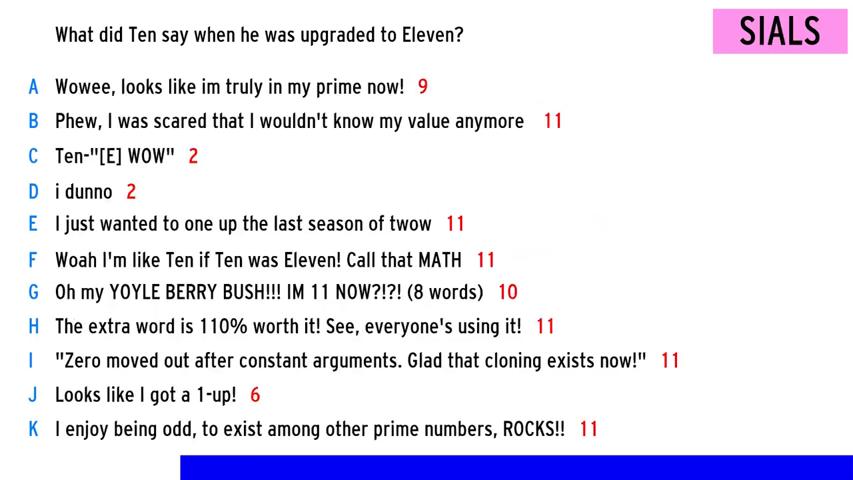 What did Ten say when he was upgraded to Eleven?
SIALS
A Wowee, looks like im truly in my prime now! 9
B Phew, I was scared that I wouldn't know my value anymore 11
C Ten-"[E] WOW" 2
D i dunno 2
E I just wanted to one up the last season of twow 11
F Woah I'm like Ten if Ten was Eleven! Call that MATH 11
G Oh my YOYLE BERRY BUSH!!! IM 11 NOW?!?! (8 words) 10
H The extra word is 110% worth it! See, everyone's using it! 11
I "Zero moved out after constant arguments. Glad that cloning exists now!" 11
J Looks like I got a 1-up! 6
K I enjoy being odd, to exist among other prime numbers, ROCKS!! 11